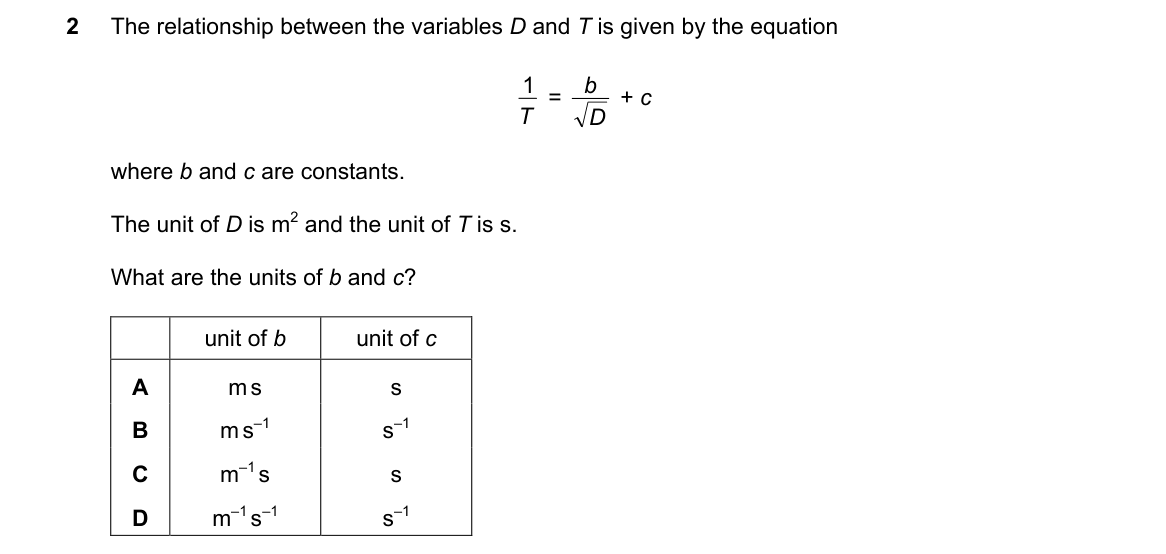 2 The relationship between the variables D and T is given by the equation
1/T = b/√D + c
where b and c are constants.
The unit of D is m² and the unit of T is s.
What are the units of b and c?
unit of b unit of c
A m s s
B m s⁻¹ s⁻¹
C m⁻¹ s s
D m⁻¹ s⁻¹ s⁻¹